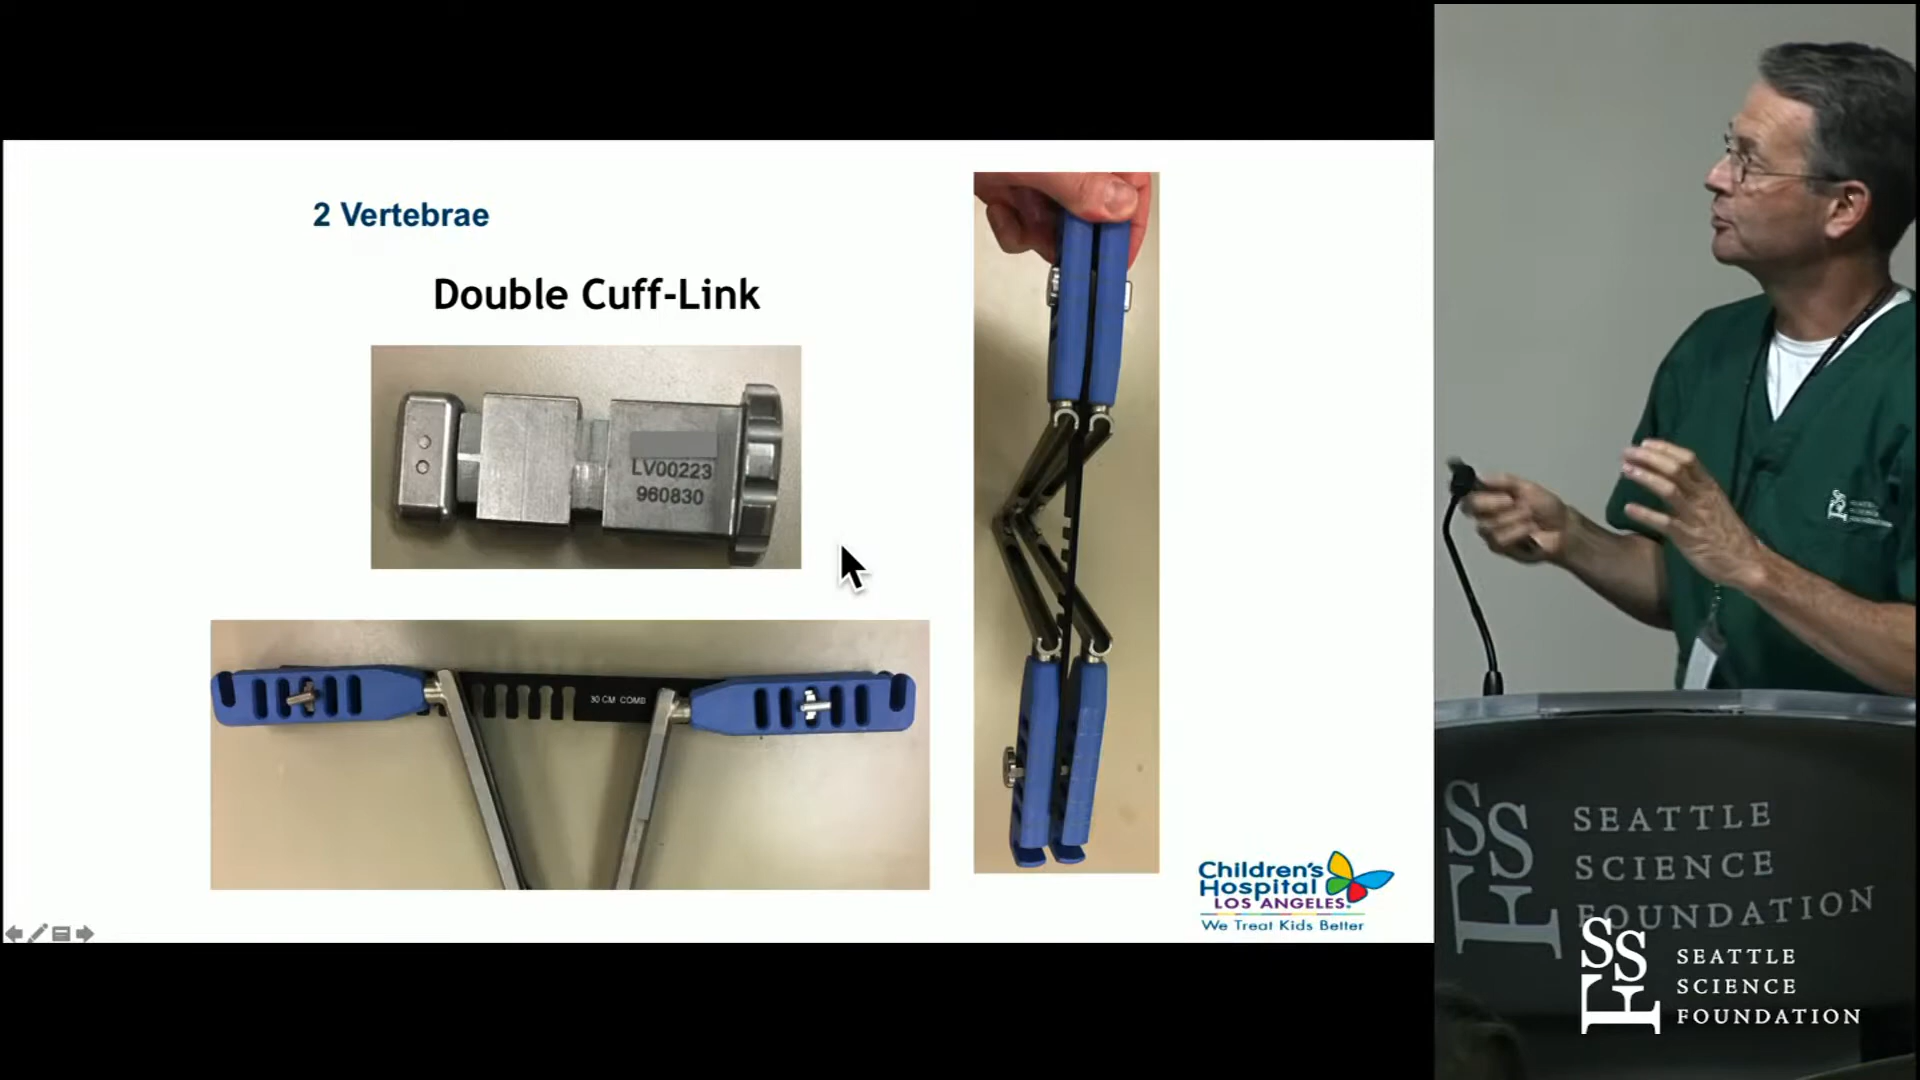 2 Vertebrae
Double Cuff-Link
LV00223
960830
30 CM COMB
Children's
Hospital
LOS ANGELES.
We Treat Kids Better
SEATTLE
SCIENCE
FOUNDATION
SSF
SEATTLE
SCIENCE
FOUNDATION